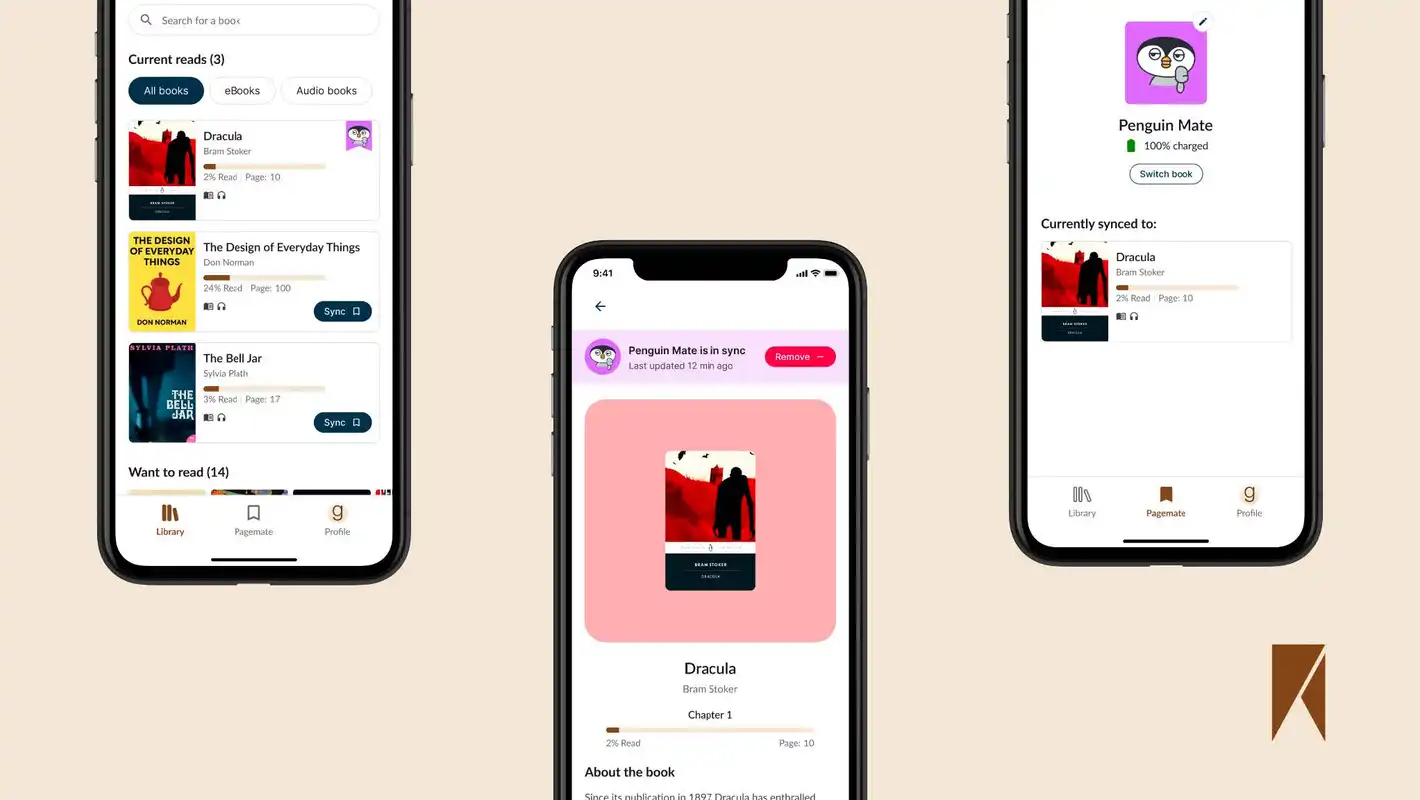 Search for a book
Current reads (3)
All books
eBooks
Audio books
Dracula
Bram Stoker
2% Read
Page: 10
BRAM STOKER
DRACULA
THE DESIGN
OF EVERYDAY
THINGS
DON NORMAN
The Design of Everyday Things
Don Norman
24% Read
Page: 100
Sync
SYLVIA PLATH
THE
BELL
JAR
The Bell Jar
Sylvia Plath
3% Read
Page: 17
Sync
Want to read (14)
Library
Pagemate
g
Profile
9:41
Penguin Mate is in sync
Last updated 12 min ago
Remove
BRAM STOKER
DRACULA
Dracula
Bram Stoker
Chapter 1
2% Read
Page: 10
About the book
Since its publication in 1897 Dracula has enthralled
Penguin Mate
100% charged
Switch book
Currently synced to:
Dracula
Bram Stoker
2% Read
Page: 10
BRAM STOKER
DRACULA
Library
Pagemate
g
Profile